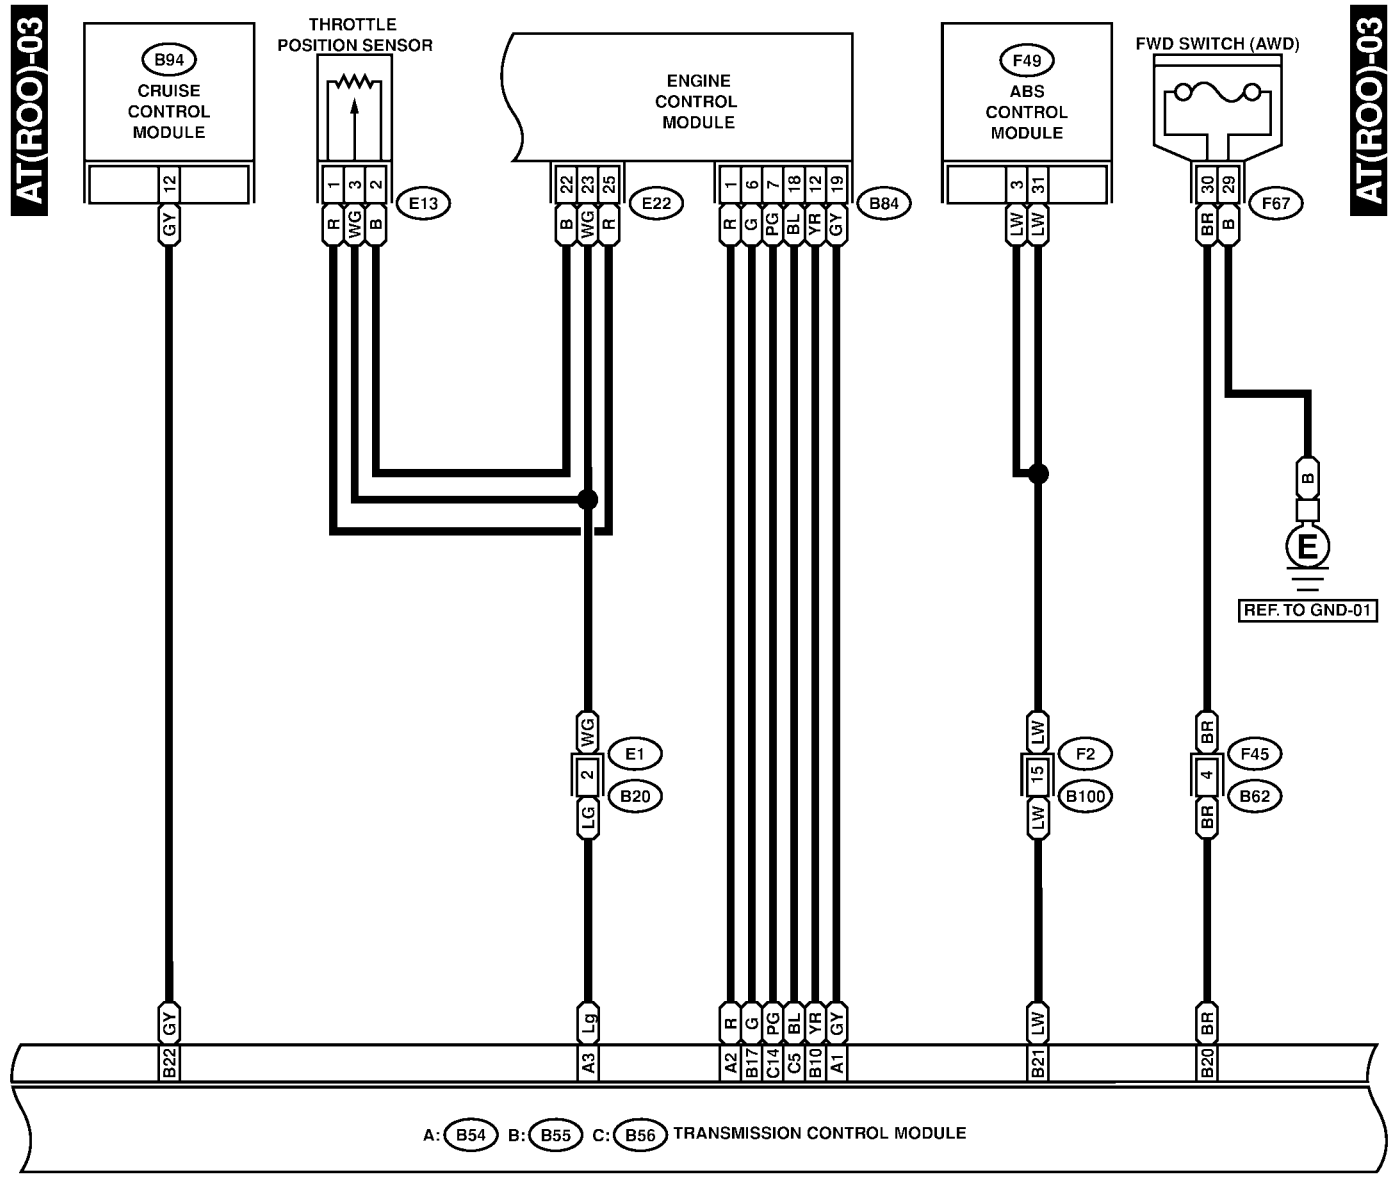 AT(ROO)-03
AT(ROO)-03
B94
CRUISE
CONTROL
MODULE
THROTTLE
POSITION SENSOR
ENGINE
CONTROL
MODULE
F49
ABS
CONTROL
MODULE
FWD SWITCH (AWD)
12
1 3 2
E13
22 23 25
E22
1 6 7 18 12 19
B84
3 31
30 29
F67
GY
R WG B
B WG R
R G PG BL YR GY
LW LW
BR B
B
E
REF. TO GND-01
WG
LW
BR
2
E1
B20
15
F2
B100
4
F45
B62
LG
LW
BR
GY
Lg
R G PG BL YR GY
LW
BR
B22
A3
A2 B17 C14 C5 B10 A1
B21
B20
A: B54 B: B55 C: B56 TRANSMISSION CONTROL MODULE